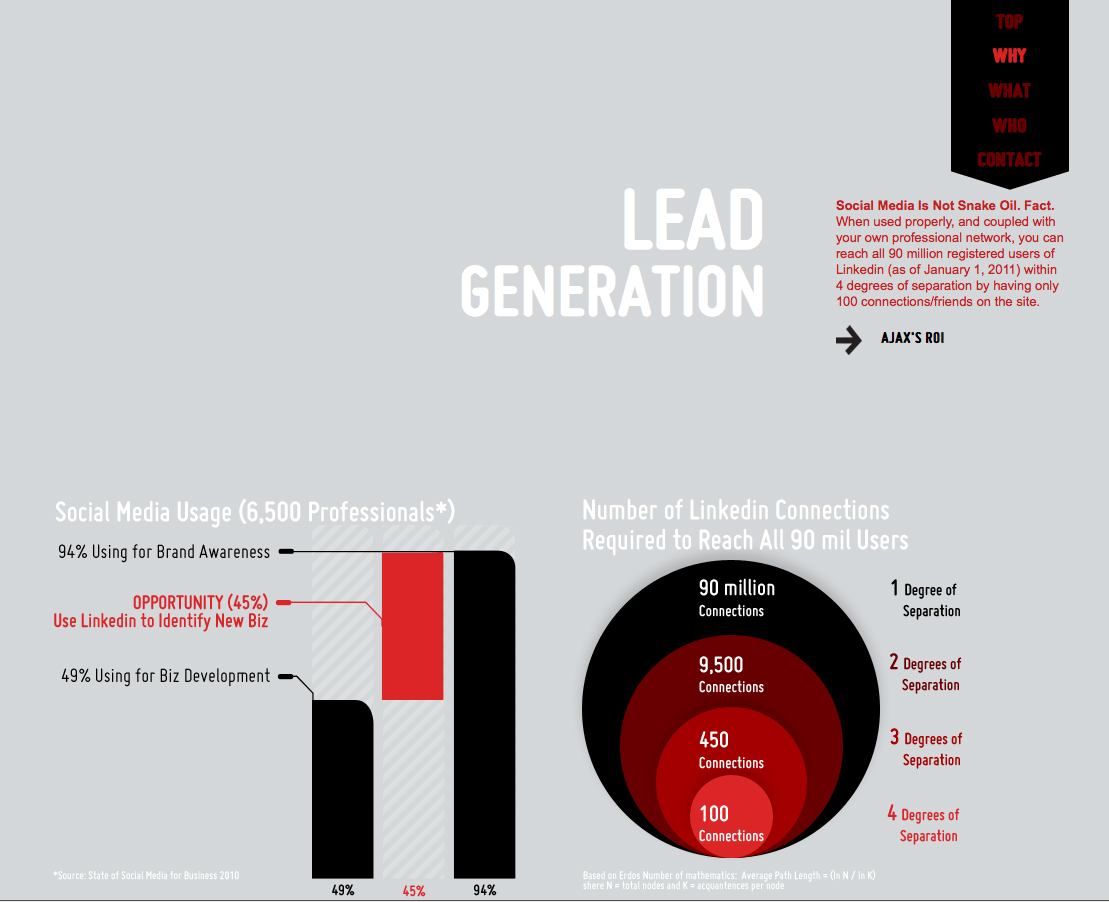 TOP
WHY
WHAT
WHO
CONTACT
LEAD
GENERATION
Social Media Is Not Snake Oil. Fact.
When used properly, and coupled with
your own professional network, you can
reach all 90 million registered users of
Linkedin (as of January 1, 2011) within
4 degrees of separation by having only
100 connections/friends on the site.
AJAX'S ROI
Social Media Usage (6,500 Professionals*)
94% Using for Brand Awareness
OPPORTUNITY (45%)
Use Linkedin to Identify New Biz
49% Using for Biz Development
49%
45%
94%
*Source: State of Social Media for Business 2010
Number of Linkedin Connections
Required to Reach All 90 mil Users
90 million
Connections
1 Degree of
Separation
9,500
Connections
2 Degrees of
Separation
450
Connections
3 Degrees of
Separation
100
Connections
4 Degrees of
Separation
Based on Erdos Number of mathematics: Average Path Length = (ln N / ln K)
shere N = total nodes and K = acquantences per node